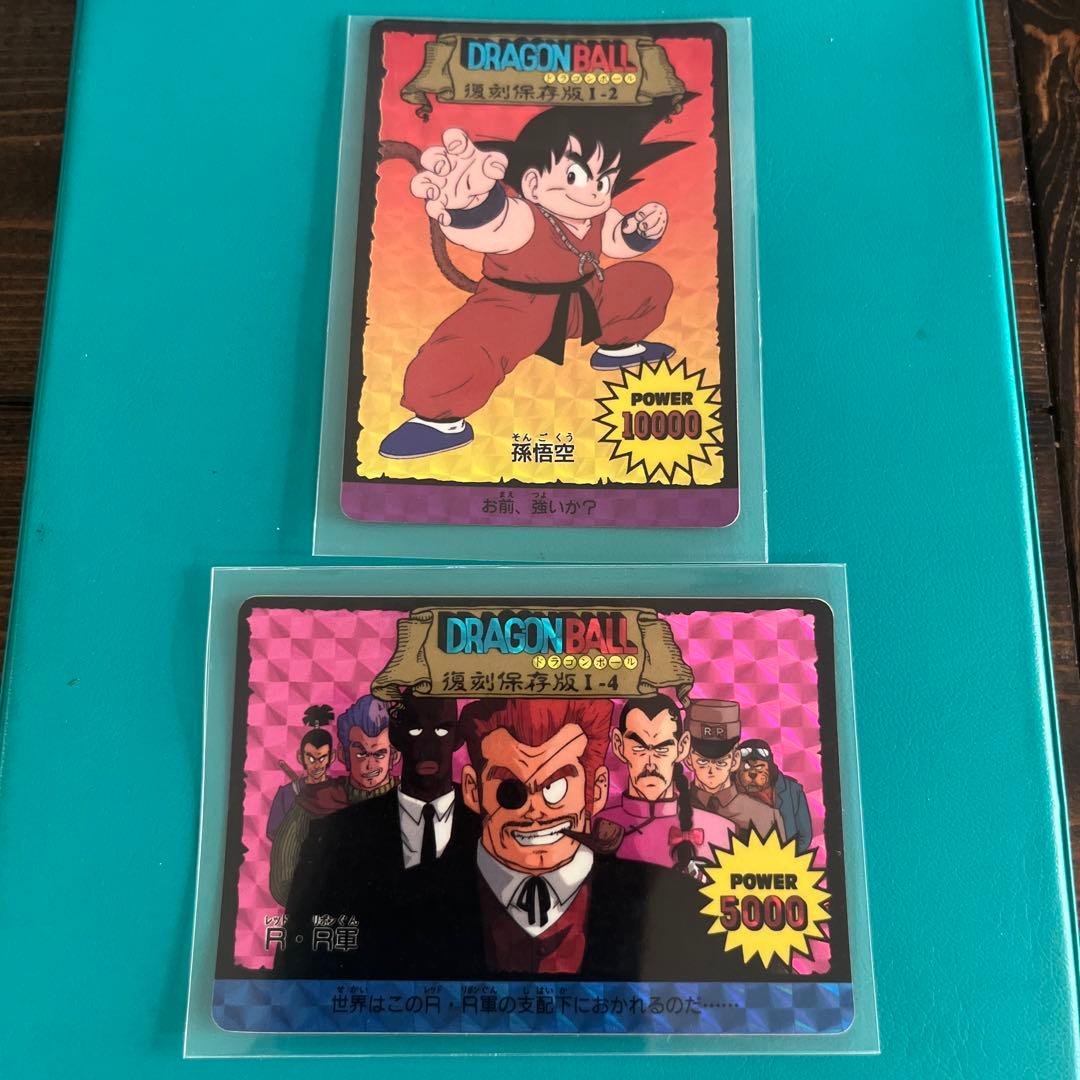 DRAGON BALL
ドラゴンボール
復刻保存版 I-2
POWER
10000
そんごくう
孫悟空
まえ つよ
お前、強いか?
DRAGON BALL
ドラゴンボール
復刻保存版 I-4
RP
POWER
5000
レッド リボンぐん
R・R軍
せかい レッド リボンぐん しはいか
世界はこのR・R軍の支配下におかれるのだ……